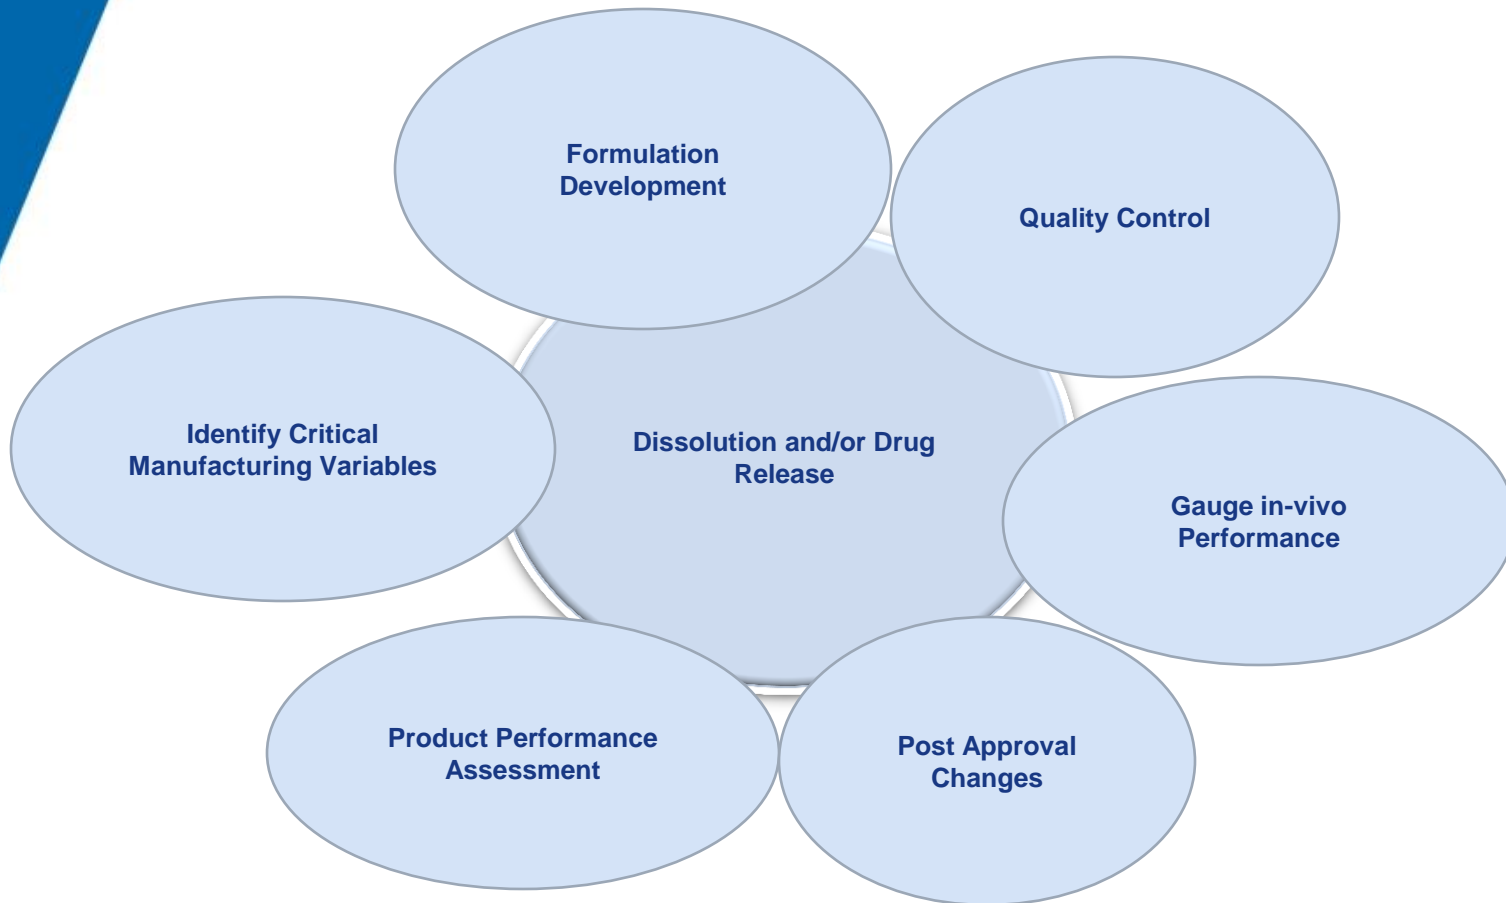 Formulation
Development
Quality Control
Identify Critical
Manufacturing Variables
Dissolution and/or Drug
Release
Gauge in-vivo
Performance
Product Performance
Assessment
Post Approval
Changes